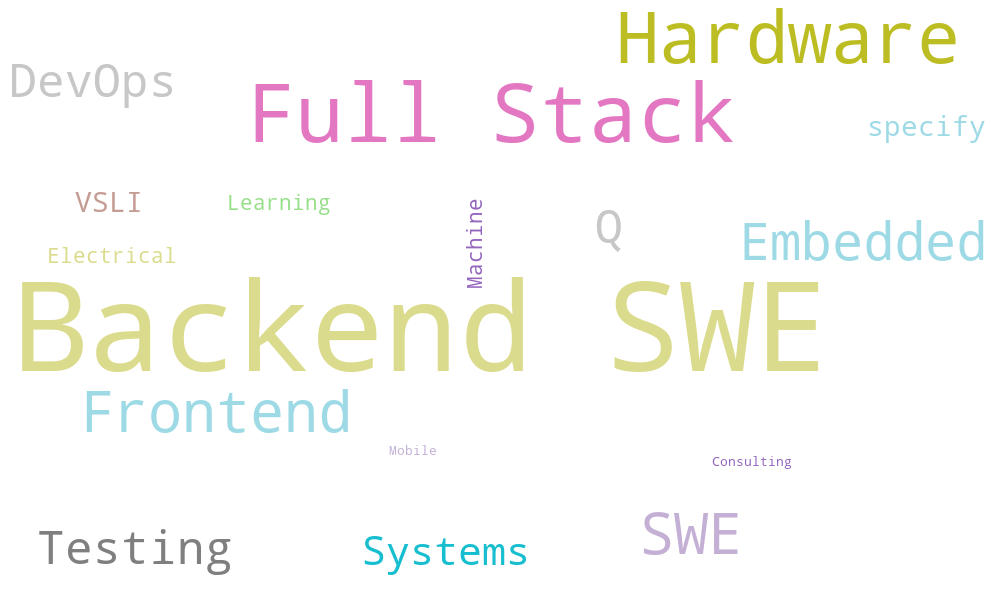 Hardware
DevOps
Full Stack
specify
VSLI
Learning
Machine
Q
Embedded
Electrical
Backend SWE
Frontend
Mobile
Consulting
Testing
Systems
SWE